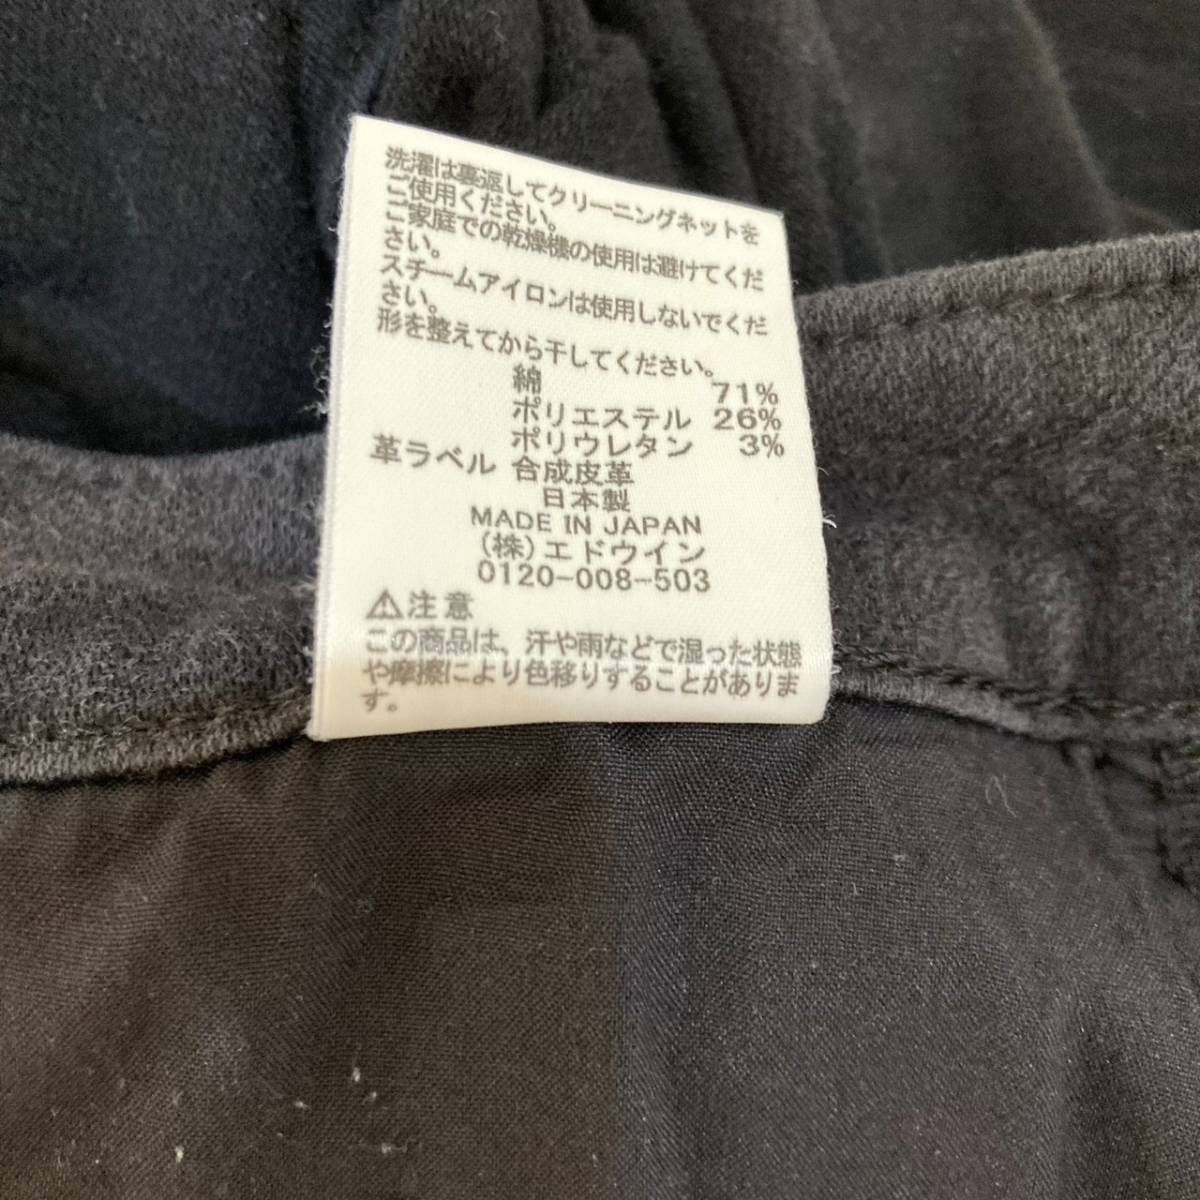 洗濯は裏返してクリーニングネットを
ご使用ください。
ご家庭での乾燥機の使用は避けてくだ
さい。
スチームアイロンは使用しないでくだ
さい。
形を整えてから干してください。
綿 71%
ポリエステル 26%
ポリウレタン 3%
革ラベル 合成皮革
日本製
MADE IN JAPAN
(株)エドウイン
0120-008-503
⚠注意
この商品は、汗や雨などで湿った状態
や摩擦により色移りすることがありま
す。